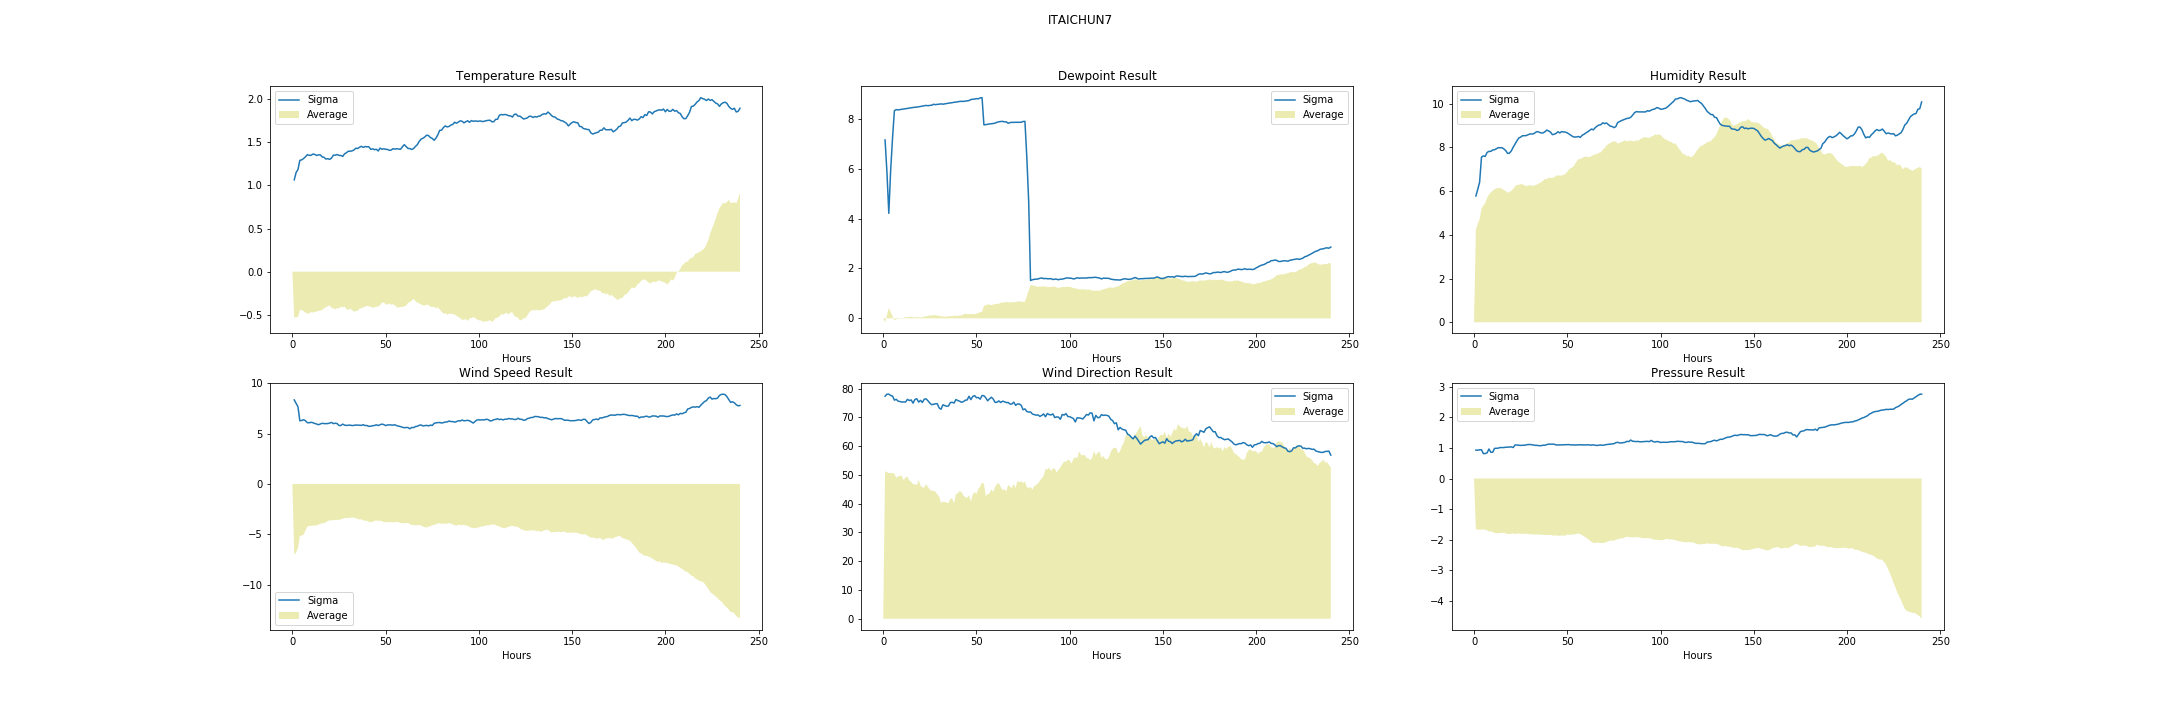 ITAICHUN7
Temperature Result
Sigma
Average
2.0
1.5
1.0
0.5
0.0
−0.5
0 50 100 150 200 250
Hours
Dewpoint Result
Sigma
Average
8
6
4
2
0
0 50 100 150 200 250
Hours
Humidity Result
Sigma
Average
10
8
6
4
2
0
0 50 100 150 200 250
Hours
Wind Speed Result
10
5
0
−5
−10
Sigma
Average
0 50 100 150 200 250
Hours
Wind Direction Result
Sigma
Average
80
70
60
50
40
30
20
10
0
0 50 100 150 200 250
Hours
Pressure Result
Sigma
Average
3
2
1
0
−1
−2
−3
−4
0 50 100 150 200 250
Hours